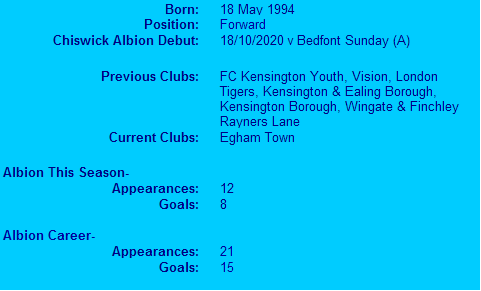 Born: 18 May 1994
Position: Forward
Chiswick Albion Debut: 18/10/2020 v Bedfont Sunday (A)
Previous Clubs: FC Kensington Youth, Vision, London
Tigers, Kensington & Ealing Borough,
Kensington Borough, Wingate & Finchley
Rayners Lane
Current Clubs: Egham Town
Albion This Season-
Appearances: 12
Goals: 8
Albion Career-
Appearances: 21
Goals: 15